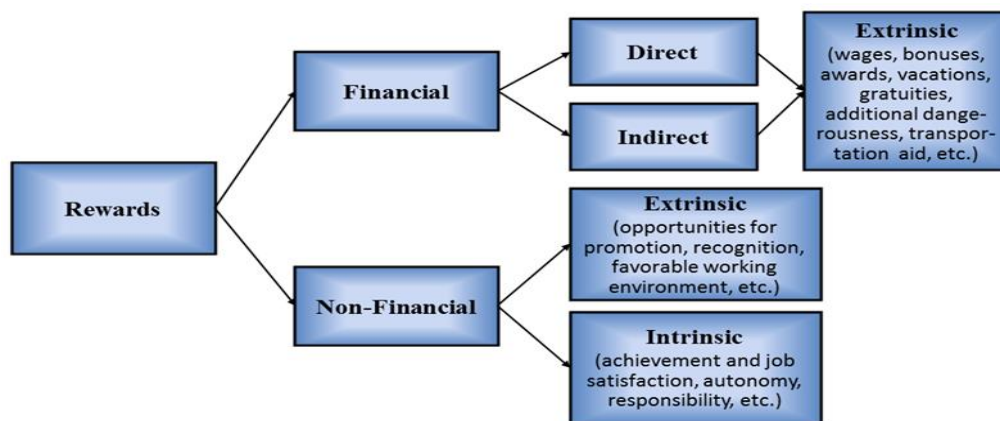 Rewards
Financial
Non-Financial
Direct
Indirect
Extrinsic
(wages, bonuses,
awards, vacations,
gratuities,
additional dange-
rousness, transpor-
tation aid, etc.)
Extrinsic
(opportunities for
promotion, recognition,
favorable working
environment, etc.)
Intrinsic
(achievement and job
satisfaction, autonomy,
responsibility, etc.)